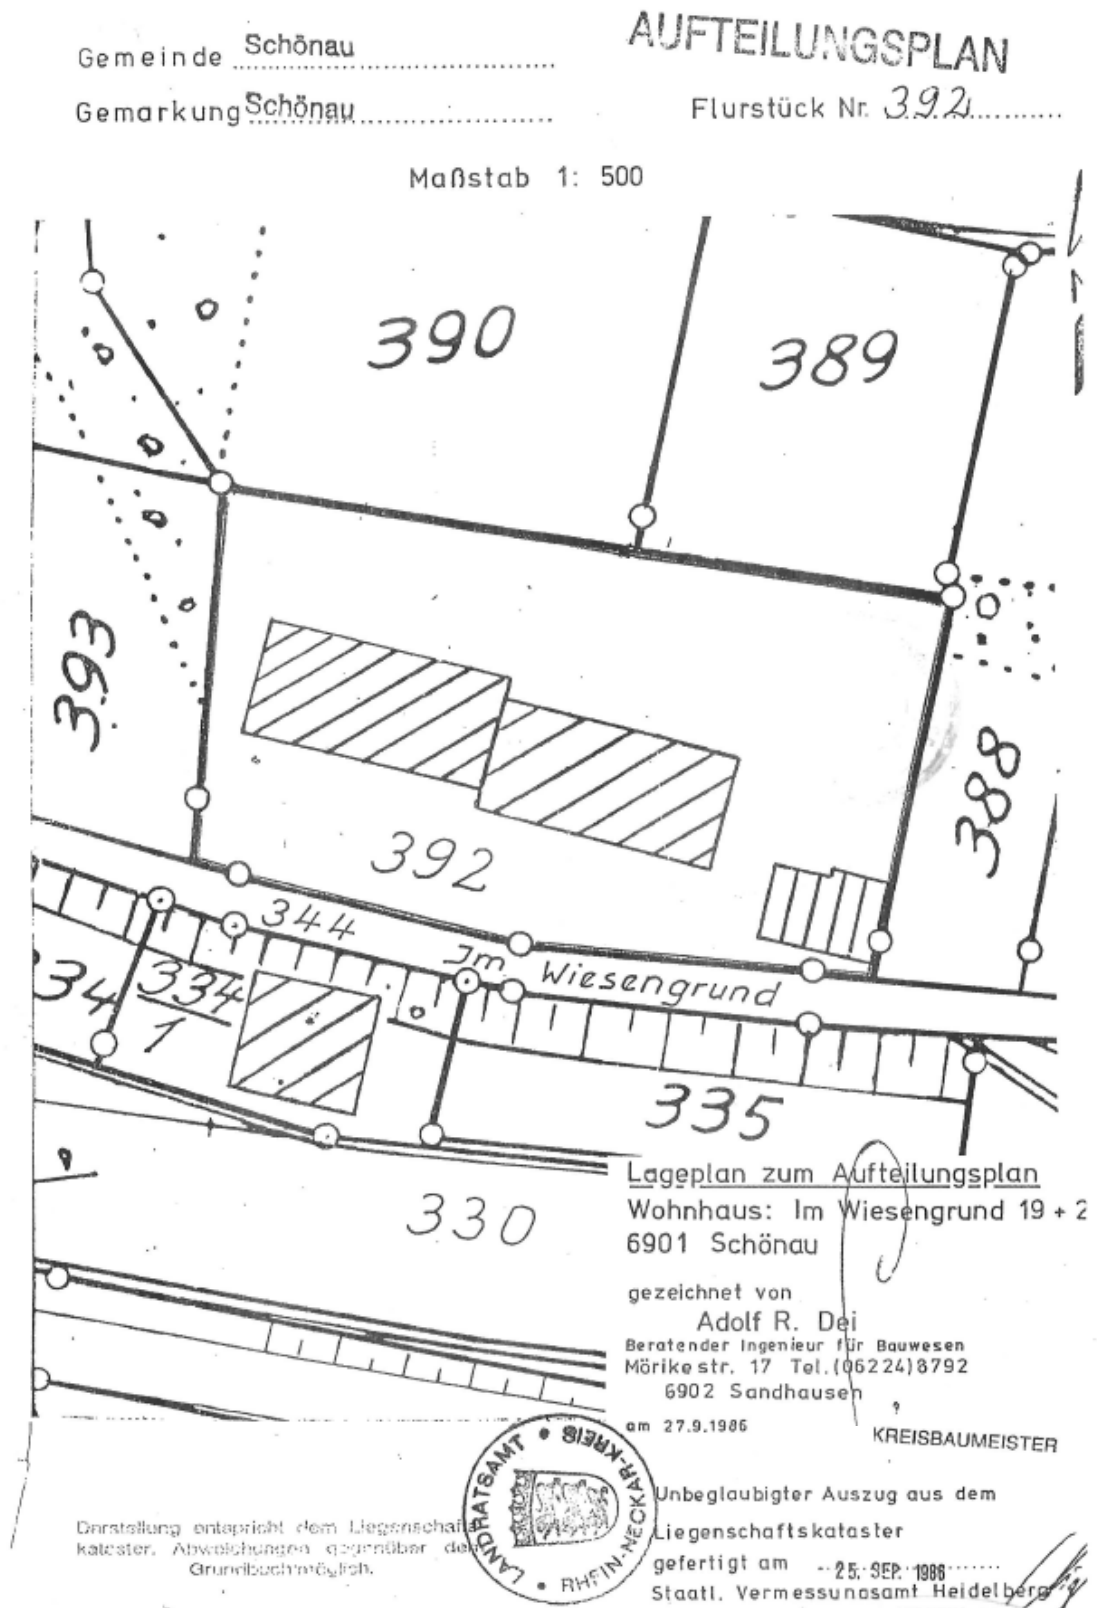 Gemeinde Schönau
AUFTEILUNGSPLAN
Gemarkung Schönau
Flurstück Nr. 392
Maßstab 1: 500
390
389
393
388
392
344
Im Wiesengrund
34
334
1
335
330
Lageplan zum Aufteilungsplan
Wohnhaus: Im Wiesengrund 19 + 2
6901 Schönau
gezeichnet von
Adolf R. Dei
Beratender Ingenieur für Bauwesen
Mörikestr. 17 Tel.(06224)8792
6902 Sandhausen
am 27.9.1986
KREISBAUMEISTER
LANDRATSAMT • RHEIN-NECKAR-KREIS •
Unbeglaubigter Auszug aus dem
Liegenschaftskataster
gefertigt am 25. SEP. 1986
Staatl. Vermessungsamt Heidelberg
Darstellung entspricht dem Liegenschafts
kataster. Abweichungen gegenüber dem
Grundbuch möglich.